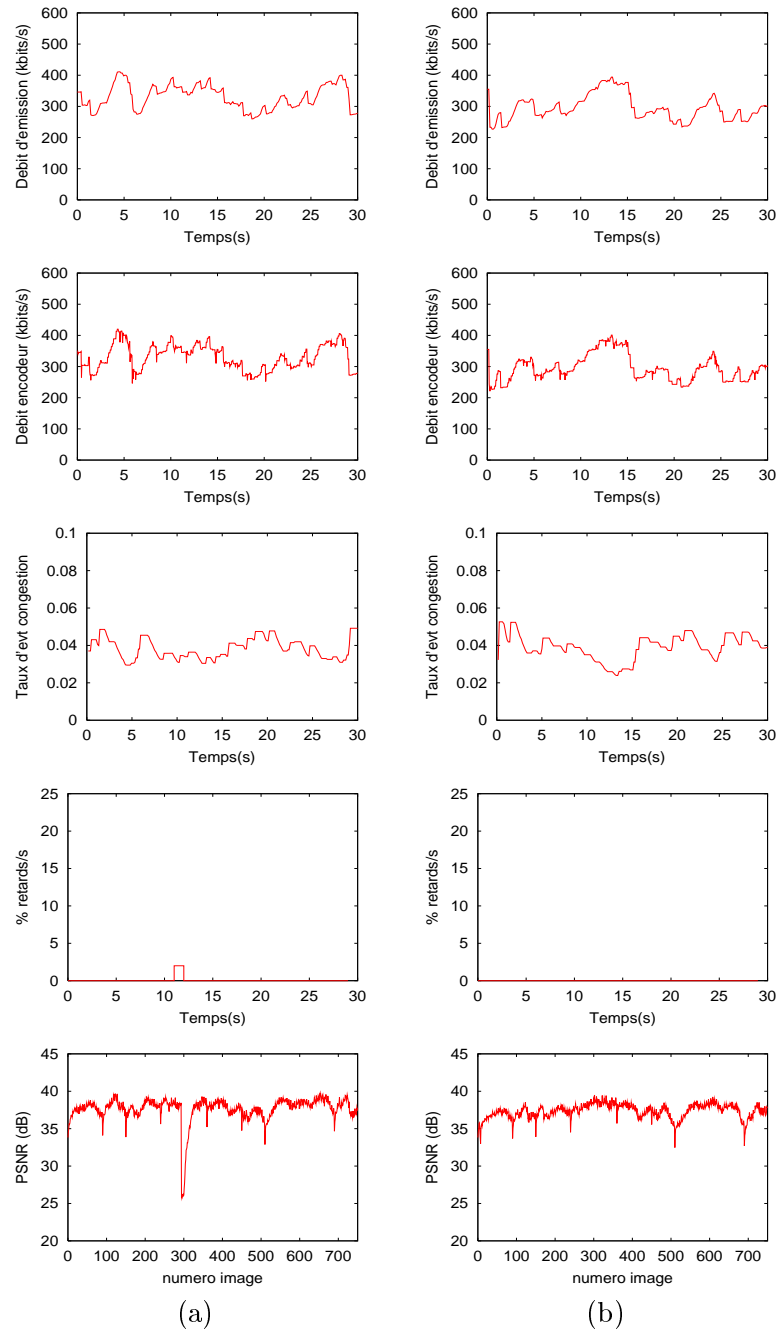 600
500
400
300
200
100
0
Debit d'emission (kbits/s)
0 5 10 15 20 25 30
Temps(s)
600
500
400
300
200
100
0
Debit d'emission (kbits/s)
0 5 10 15 20 25 30
Temps(s)
600
500
400
300
200
100
0
Debit encodeur (kbits/s)
0 5 10 15 20 25 30
Temps(s)
600
500
400
300
200
100
0
Debit encodeur (kbits/s)
0 5 10 15 20 25 30
Temps(s)
0.1
0.08
0.06
0.04
0.02
0
Taux d'evt congestion
0 5 10 15 20 25 30
Temps(s)
0.1
0.08
0.06
0.04
0.02
0
Taux d'evt congestion
0 5 10 15 20 25 30
Temps(s)
25
20
15
10
5
0
% retards/s
0 5 10 15 20 25 30
Temps(s)
25
20
15
10
5
0
% retards/s
0 5 10 15 20 25 30
Temps(s)
45
40
35
30
25
20
PSNR (dB)
0 100 200 300 400 500 600 700
numero image
45
40
35
30
25
20
PSNR (dB)
0 100 200 300 400 500 600 700
numero image
(a)
(b)